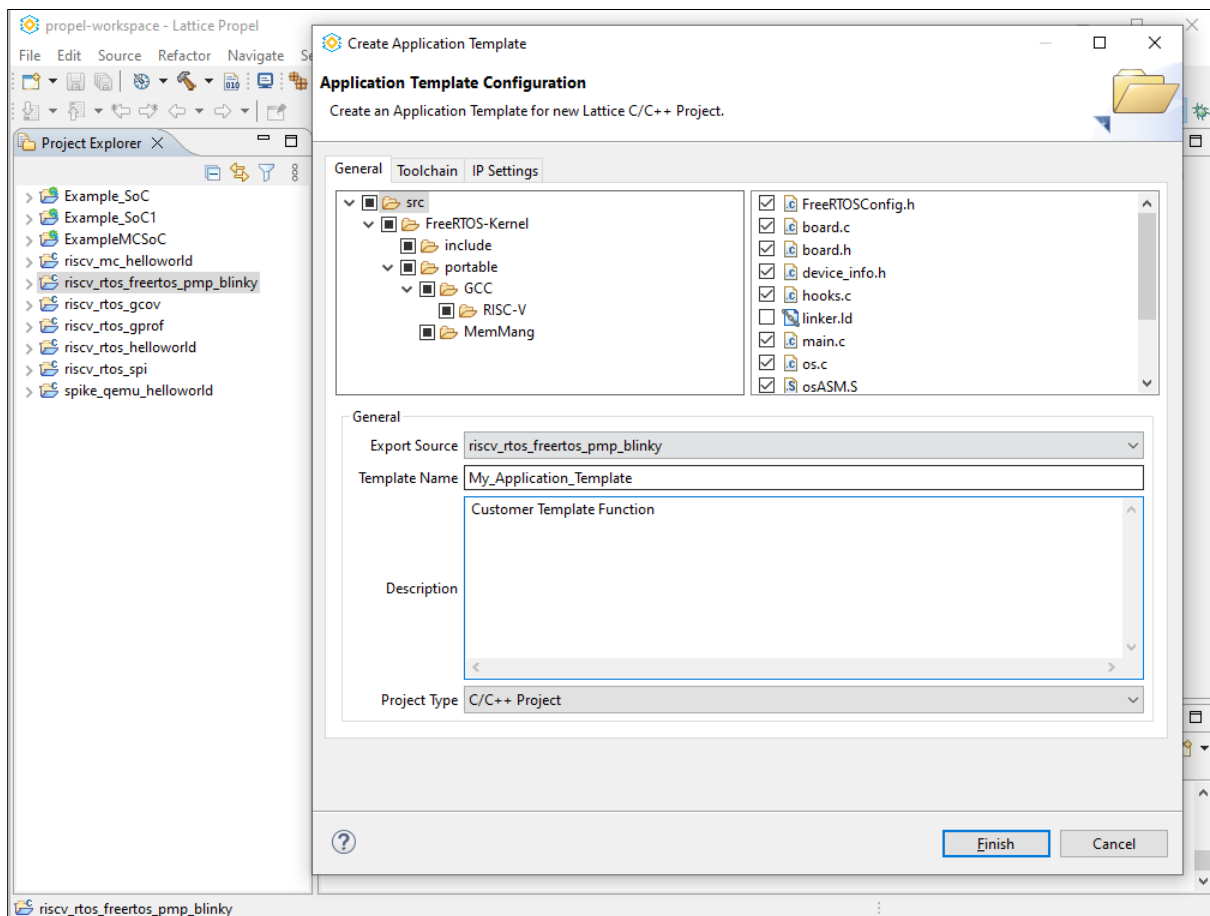 propel-workspace - Lattice Propel
File Edit Source Refactor Navigate Se
Project Explorer
Example_SoC
Example_SoC1
ExampleMCSoC
riscv_mc_helloworld
riscv_rtos_freertos_pmp_blinky
riscv_rtos_gcov
riscv_rtos_gprof
riscv_rtos_helloworld
riscv_rtos_spi
spike_qemu_helloworld
Create Application Template
Application Template Configuration
Create an Application Template for new Lattice C/C++ Project.
General Toolchain IP Settings
src
FreeRTOS-Kernel
include
portable
GCC
RISC-V
MemMang
FreeRTOSConfig.h
board.c
board.h
device_info.h
hooks.c
linker.ld
main.c
os.c
osASM.S
General
Export Source riscv_rtos_freertos_pmp_blinky
Template Name My_Application_Template
Customer Template Function
Description
Project Type C/C++ Project
Finish Cancel
riscv_rtos_freertos_pmp_blinky